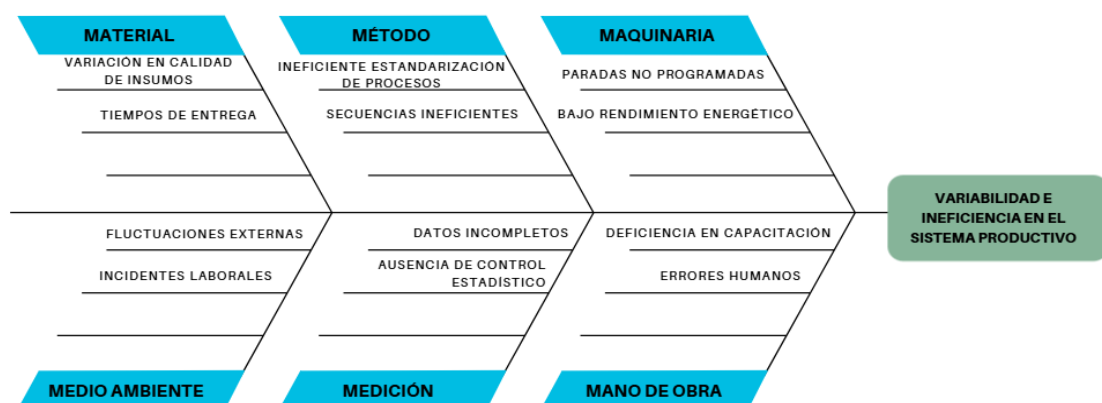 MATERIAL
MÉTODO
MAQUINARIA
VARIACIÓN EN CALIDAD
DE INSUMOS
TIEMPOS DE ENTREGA
INEFICIENTE ESTANDARIZACIÓN
DE PROCESOS
SECUENCIAS INEFICIENTES
PARADAS NO PROGRAMADAS
BAJO RENDIMIENTO ENERGÉTICO
VARIABILIDAD E
INEFICIENCIA EN EL
SISTEMA PRODUCTIVO
FLUCTUACIONES EXTERNAS
INCIDENTES LABORALES
DATOS INCOMPLETOS
AUSENCIA DE CONTROL
ESTADÍSTICO
DEFICIENCIA EN CAPACITACIÓN
ERRORES HUMANOS
MEDIO AMBIENTE
MEDICIÓN
MANO DE OBRA